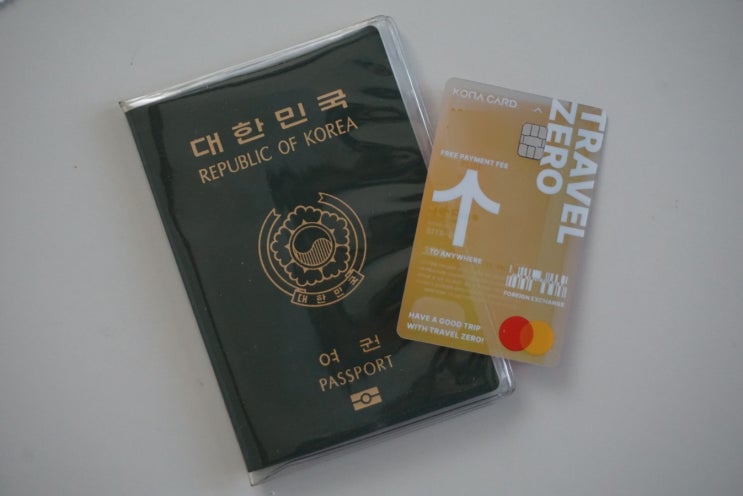 대한민국
REPUBLIC OF KOREA
대한민국
여권
PASSPORT
KONA CARD
TRAVEL
ZERO
FREE PAYMENT FEE
TO ANYWHERE
FOREIGN EXCHANGE
HAVE A GOOD TRIP
WITH TRAVEL ZERO!